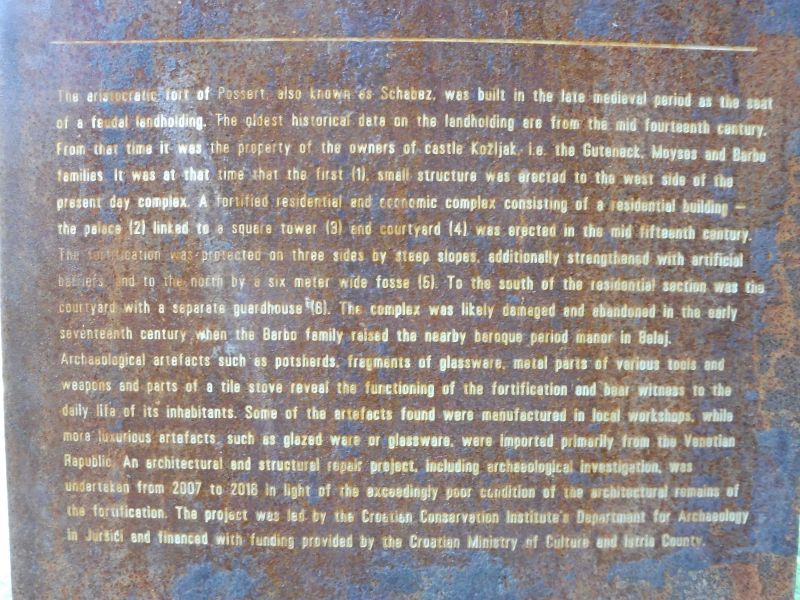 The aristocratic fort of Possert, also known as Schabez, was built in the late medieval period as the seat
of a feudal landholding. The oldest historical data on the landholding are from the mid fourteenth century.
From that time it was the property of the owners of castle Kožljak, i.e. the Guteneck, Moyses and Barbo
families. It was at that time that the first (1), small structure was erected to the west side of the
present day complex. A fortified residential and economic complex consisting of a residential building –
the palace (2) linked to a square tower (3) and courtyard (4) was erected in the mid fifteenth century.
The fortification was protected on three sides by steep slopes, additionally strengthened with artificial
barriers, and to the north by a six meter wide fosse (5). To the south of the residential section was the
courtyard with a separate guardhouse (6). The complex was likely damaged and abandoned in the early
seventeenth century when the Barbo family raised the nearby baroque period manor in Belaj.
Archaeological artefacts such as potsherds, fragments of glassware, metal parts of various tools and
weapons and parts of a tile stove reveal the functioning of the fortification and bear witness to the
daily life of its inhabitants. Some of the artefacts found were manufactured in local workshops, while
more luxurious artefacts, such as glazed ware or glassware, were imported primarily from the Venetian
Republic. An architectural and structural repair project, including archaeological investigation, was
undertaken from 2007 to 2016 in light of the exceedingly poor condition of the architectural remains of
the fortification. The project was led by the Croatian Conservation Institute's Department for Archaeology
in Juršići and financed with funding provided by the Croatian Ministry of Culture and Istria County.